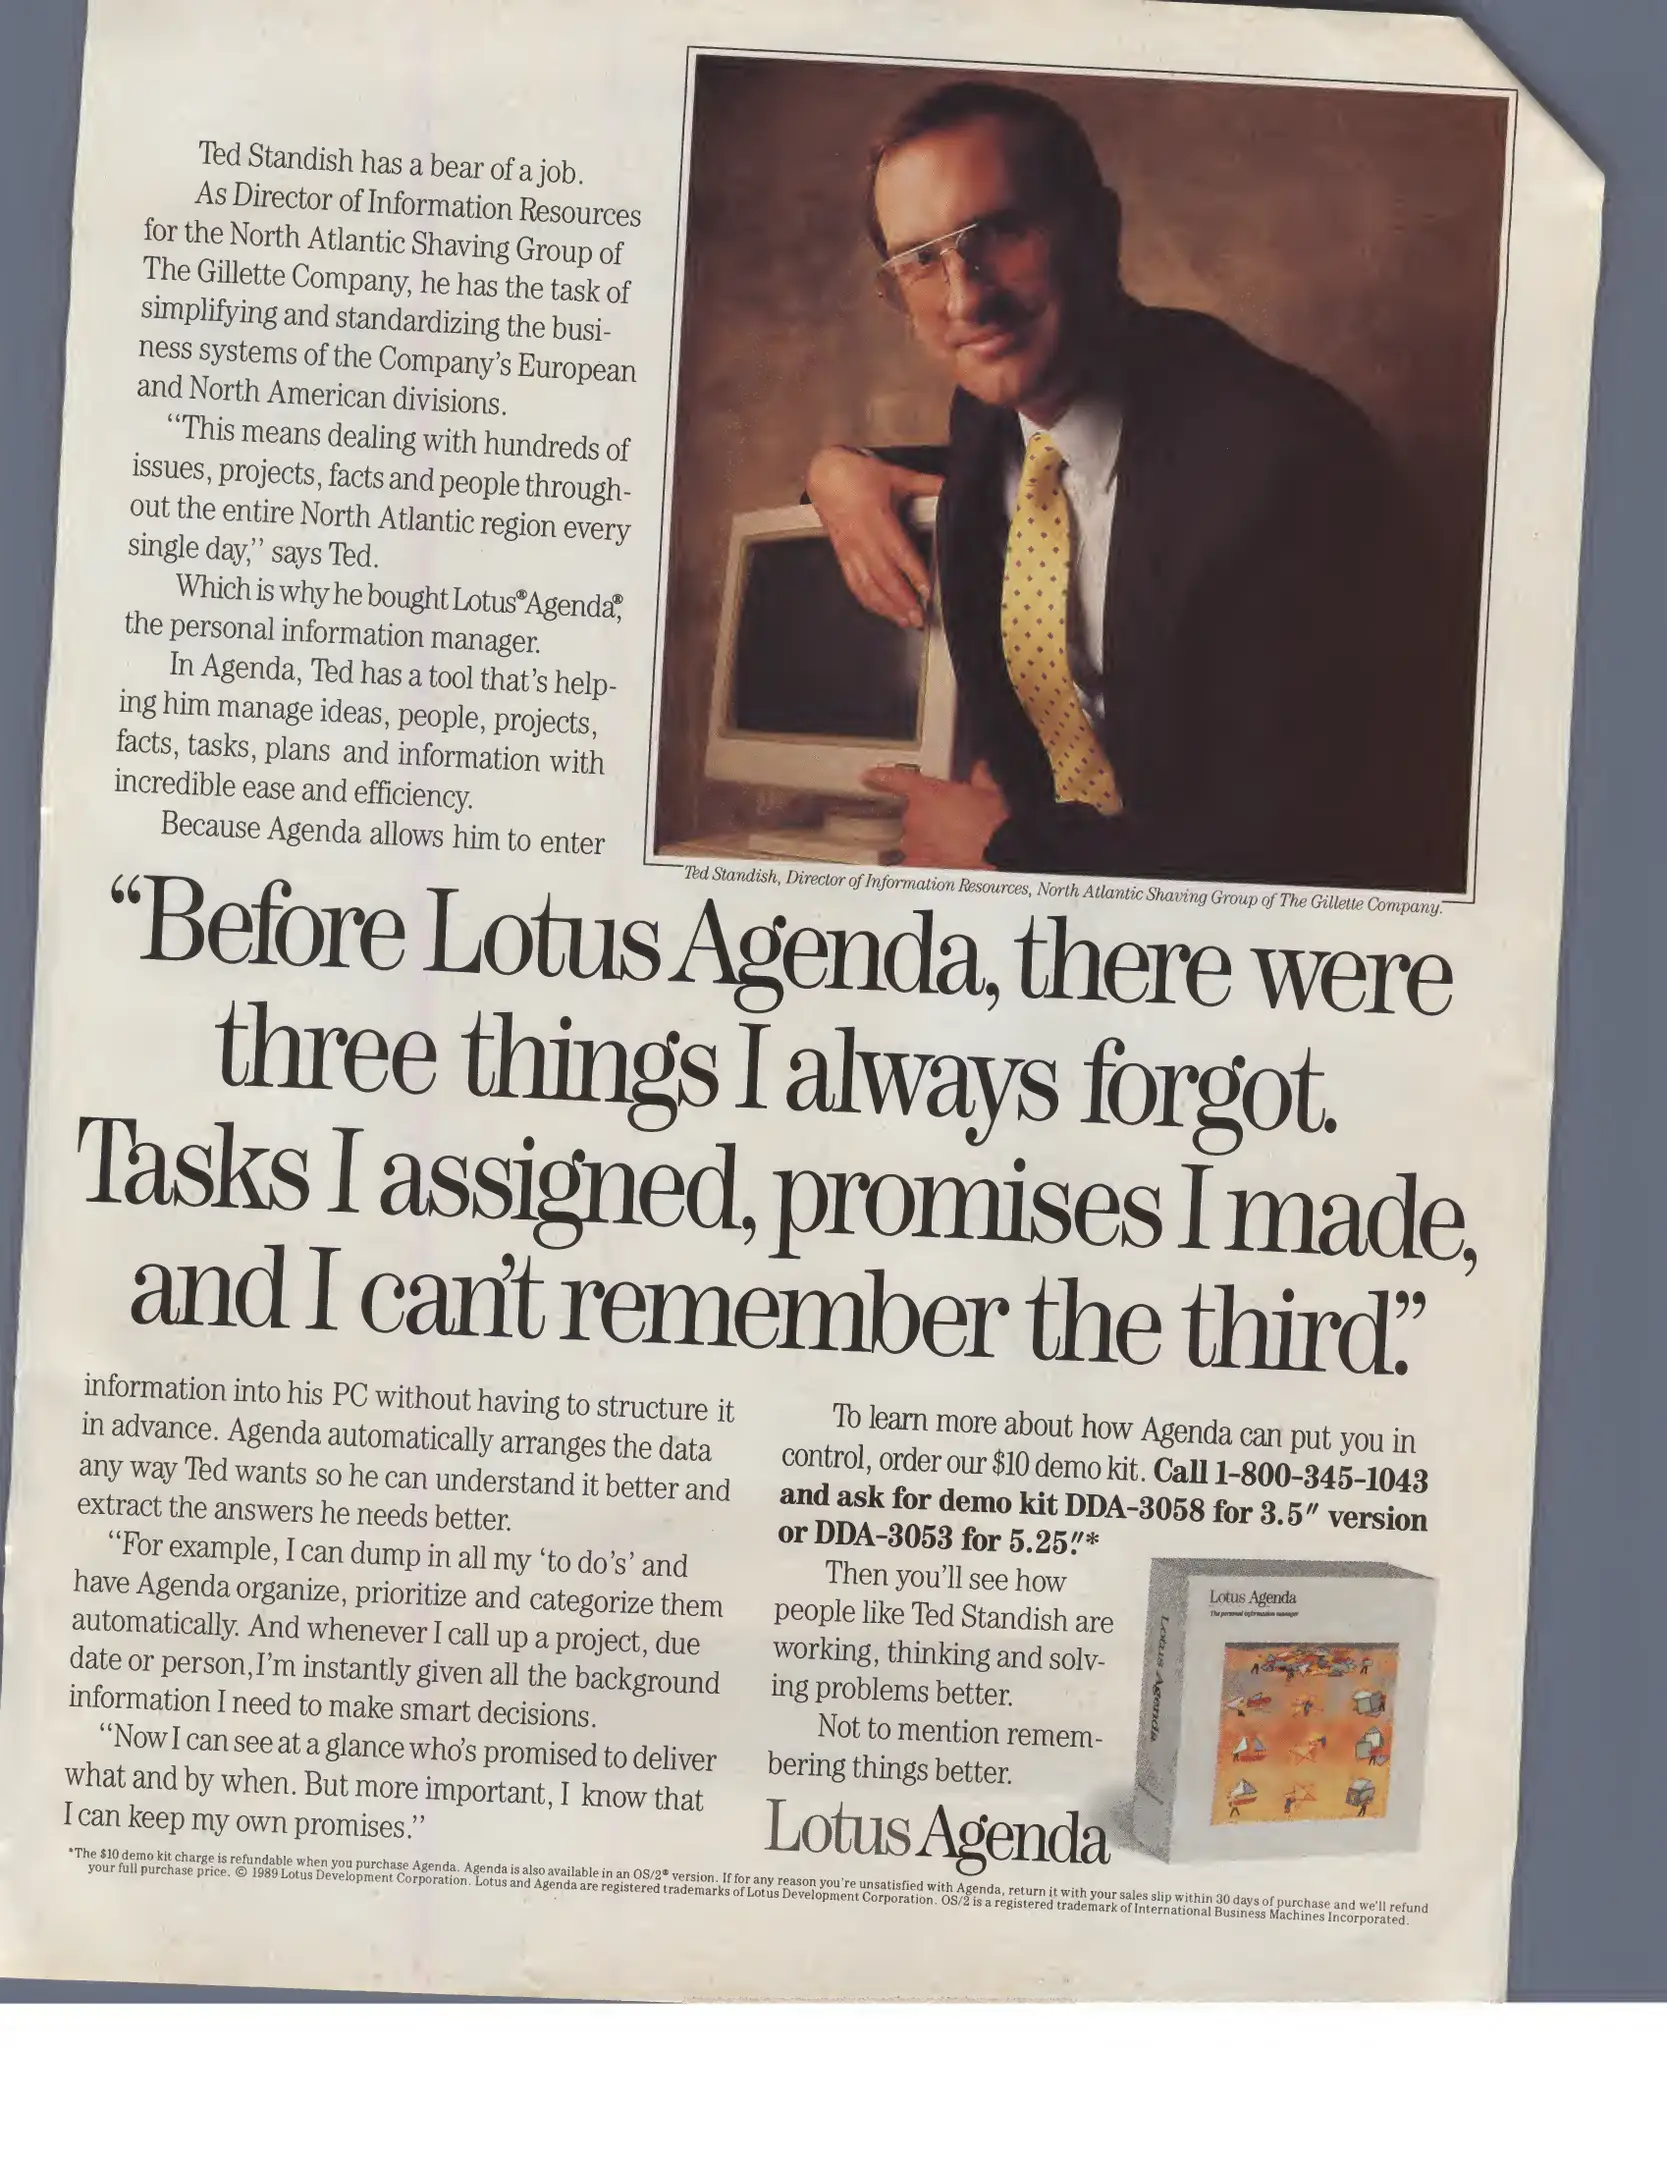 Ted Standish has a bear of a job.
As Director of Information Resources
for the North Atlantic Shaving Group of
The Gillette Company, he has the task of
simplifying and standardizing the busi-
ness systems of the Company's European
and North American divisions.
"This means dealing with hundreds of
issues, projects, facts and people through-
out the entire North Atlantic region every
single day," says Ted.
Which is why he bought Lotus® Agenda®,
the personal information manager.
In Agenda, Ted has a tool that's help-
ing him manage ideas, people, projects,
facts, tasks, plans and information with
incredible ease and efficiency.
Because Agenda allows him to enter
Ted Standish, Director of Information Resources, North Atlantic Shaving Group of The Gillette Company.
"Before Lotus Agenda, there were
three things I always forgot.
Tasks I assigned, promises I made,
and I can't remember the third."
information into his PC without having to structure it
in advance. Agenda automatically arranges the data
any way Ted wants so he can understand it better and
extract the answers he needs better.
"For example, I can dump in all my 'to do's' and
have Agenda organize, prioritize and categorize them
automatically. And whenever I call up a project, due
date or person, I'm instantly given all the background
information I need to make smart decisions.
"Now I can see at a glance who's promised to deliver
what and by when. But more important, I know that
I can keep my own promises."
To learn more about how Agenda can put you in
control, order our $10 demo kit. Call 1-800-345-1043
and ask for demo kit DDA-3058 for 3.5" version
or DDA-3053 for 5.25."*
Then you'll see how
people like Ted Standish are
working, thinking and solv-
ing problems better.
Not to mention remem-
bering things better.
Lotus Agenda
Lotus Agenda
The personal information manager
Lotus Agenda
*The $10 demo kit charge is refundable when you purchase Agenda. Agenda is also available in an OS/2® version. If for any reason you're unsatisfied with Agenda, return it with your sales slip within 30 days of purchase and we'll refund
your full purchase price. © 1989 Lotus Development Corporation. Lotus and Agenda are registered trademarks of Lotus Development Corporation. OS/2 is a registered trademark of International Business Machines Incorporated.